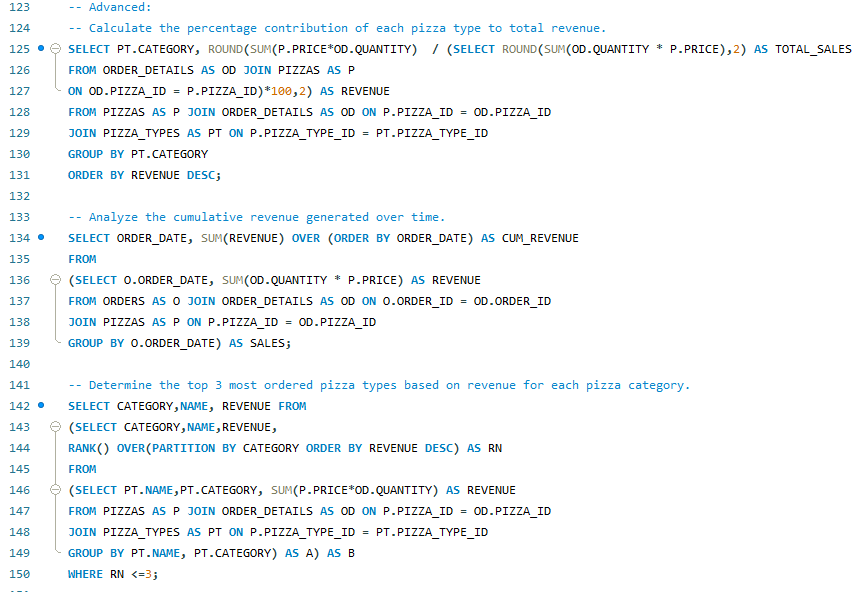 123 -- Advanced:
124 -- Calculate the percentage contribution of each pizza type to total revenue.
125 SELECT PT.CATEGORY, ROUND(SUM(P.PRICE*OD.QUANTITY)  / (SELECT ROUND(SUM(OD.QUANTITY * P.PRICE),2) AS TOTAL_SALES
126 FROM ORDER_DETAILS AS OD JOIN PIZZAS AS P
127 ON OD.PIZZA_ID = P.PIZZA_ID)*100,2) AS REVENUE
128 FROM PIZZAS AS P JOIN ORDER_DETAILS AS OD ON P.PIZZA_ID = OD.PIZZA_ID
129 JOIN PIZZA_TYPES AS PT ON P.PIZZA_TYPE_ID = PT.PIZZA_TYPE_ID
130 GROUP BY PT.CATEGORY
131 ORDER BY REVENUE DESC;
132
133 -- Analyze the cumulative revenue generated over time.
134 SELECT ORDER_DATE, SUM(REVENUE) OVER (ORDER BY ORDER_DATE) AS CUM_REVENUE
135 FROM
136 (SELECT O.ORDER_DATE, SUM(OD.QUANTITY * P.PRICE) AS REVENUE
137 FROM ORDERS AS O JOIN ORDER_DETAILS AS OD ON O.ORDER_ID = OD.ORDER_ID
138 JOIN PIZZAS AS P ON P.PIZZA_ID = OD.PIZZA_ID
139 GROUP BY O.ORDER_DATE) AS SALES;
140
141 -- Determine the top 3 most ordered pizza types based on revenue for each pizza category.
142 SELECT CATEGORY,NAME, REVENUE FROM
143 (SELECT CATEGORY,NAME,REVENUE,
144 RANK() OVER(PARTITION BY CATEGORY ORDER BY REVENUE DESC) AS RN
145 FROM
146 (SELECT PT.NAME,PT.CATEGORY, SUM(P.PRICE*OD.QUANTITY) AS REVENUE
147 FROM PIZZAS AS P JOIN ORDER_DETAILS AS OD ON P.PIZZA_ID = OD.PIZZA_ID
148 JOIN PIZZA_TYPES AS PT ON P.PIZZA_TYPE_ID = PT.PIZZA_TYPE_ID
149 GROUP BY PT.NAME, PT.CATEGORY) AS A) AS B
150 WHERE RN <=3;